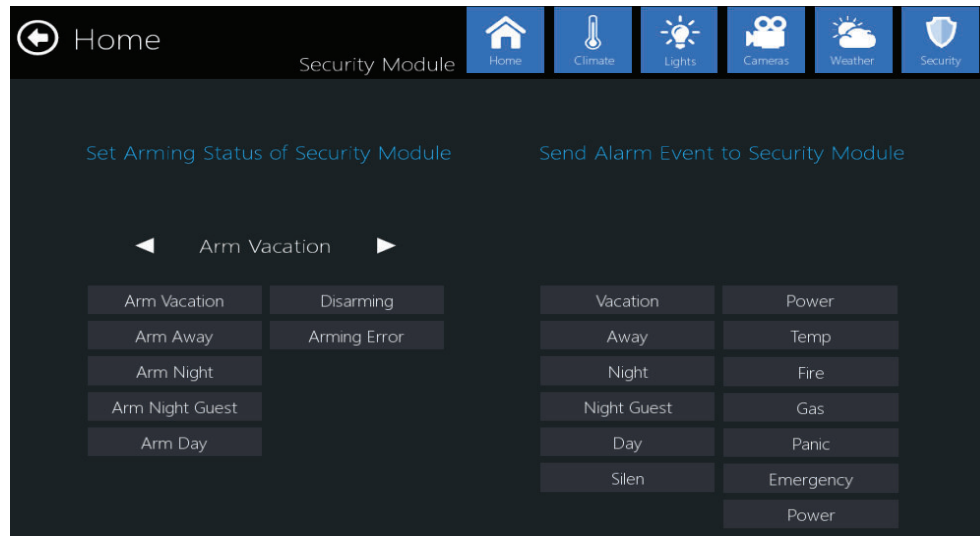 Home
Security Module
Home
Climate
Lights
Cameras
Weather
Security
Set Arming Status of Security Module
Arm Vacation
Arm Vacation
Disarming
Arm Away
Arming Error
Arm Night
Arm Night Guest
Arm Day
Send Alarm Event to Security Module
Vacation
Power
Away
Temp
Night
Fire
Night Guest
Gas
Day
Panic
Silen
Emergency
Power